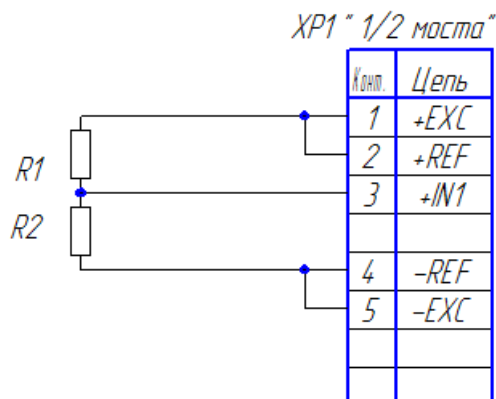 XP1 " 1/2 моста"
Конт. Цепь
1 +EXC
2 +REF
R1
3 +IN1
R2
4 -REF
5 -EXC